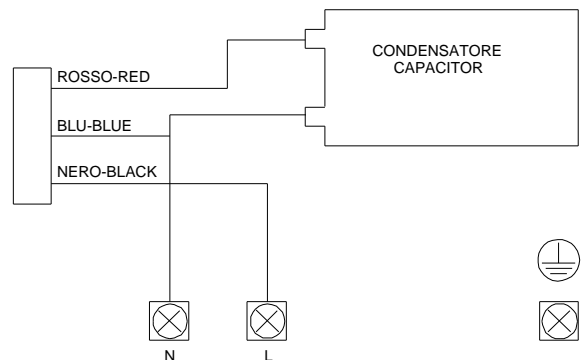 CONDENSATORE
CAPACITOR
ROSSO-RED
BLU-BLUE
NERO-BLACK
N
L